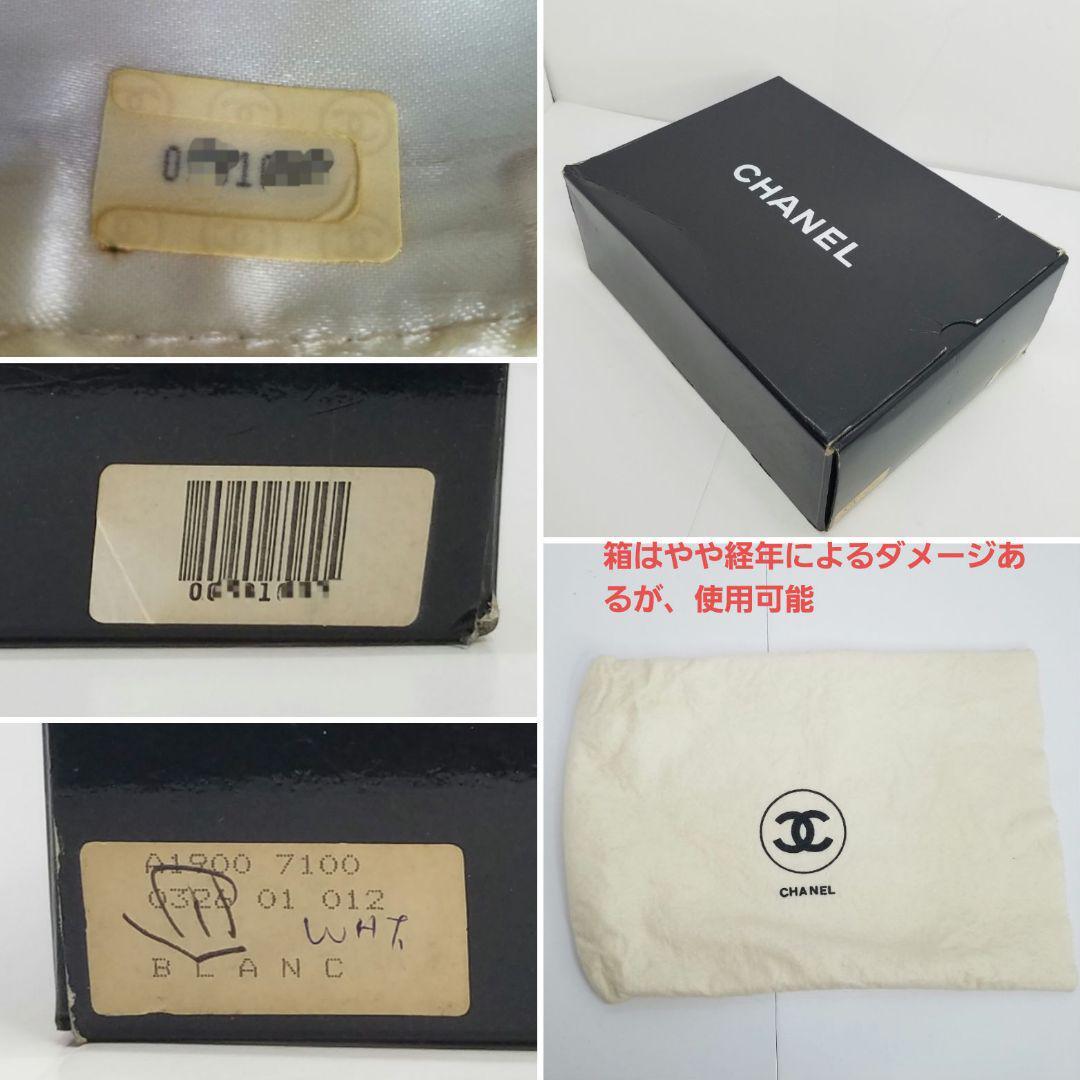 CHANEL
箱はやや経年によるダメージあ
るが、使用可能
CHANEL
A1900 7100
0326 01 012
WHT.
BLANC